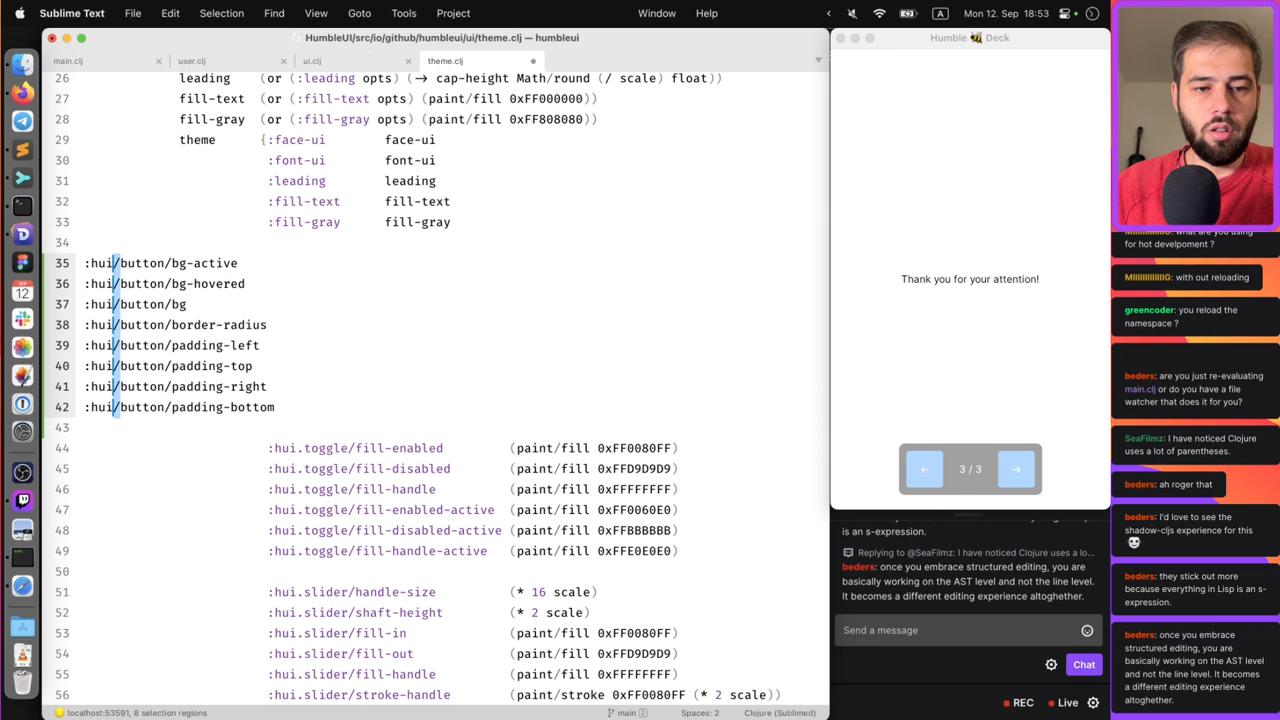 Sublime Text File Edit Selection Find View Goto Tools Project Window Help A Mon 12. Sep 18:53
HumbleUI/src/io/github/humbleui/ui/theme.clj — humbleui
main.clj user.clj ui.clj theme.clj
26 leading (or (:leading opts) (-> cap-height Math/round (/ scale) float))
27 fill-text (or (:fill-text opts) (paint/fill 0xFF000000))
28 fill-gray (or (:fill-gray opts) (paint/fill 0xFF808080))
29 theme {:face-ui face-ui
30 :font-ui font-ui
31 :leading leading
32 :fill-text fill-text
33 :fill-gray fill-gray
34
35 :hui/button/bg-active
36 :hui/button/bg-hovered
37 :hui/button/bg
38 :hui/button/border-radius
39 :hui/button/padding-left
40 :hui/button/padding-top
41 :hui/button/padding-right
42 :hui/button/padding-bottom
43
44 :hui.toggle/fill-enabled (paint/fill 0xFF0080FF)
45 :hui.toggle/fill-disabled (paint/fill 0xFFD9D9D9)
46 :hui.toggle/fill-handle (paint/fill 0xFFFFFFFF)
47 :hui.toggle/fill-enabled-active (paint/fill 0xFF0060E0)
48 :hui.toggle/fill-disabled-active (paint/fill 0xFFBBBBBB)
49 :hui.toggle/fill-handle-active (paint/fill 0xFFE0E0E0)
50
51 :hui.slider/handle-size (* 16 scale)
52 :hui.slider/shaft-height (* 2 scale)
53 :hui.slider/fill-in (paint/fill 0xFF0080FF)
54 :hui.slider/fill-out (paint/fill 0xFFD9D9D9)
55 :hui.slider/fill-handle (paint/fill 0xFFFFFFFF)
56 :hui.slider/stroke-handle (paint/stroke 0xFF0080FF (* 2 scale))
localhost:53591, 8 selection regions main 2 Spaces: 2 Clojure (Sublimed)
SEP
12
Humble 🐝 Deck
Thank you for your attention!
← 3 / 3 →
is an s-expression.
Replying to @SeaFilmz: I have noticed Clojure uses a lo...
beders: once you embrace structured editing, you are
basically working on the AST level and not the line level.
It becomes a different editing experience altoghether.
Send a message
Chat
REC Live
for hot develpoment ?
MIIIIIIIIIIIG: with out reloading
greencoder: you reload the
namespace ?
beders: are you just re-evaluating
main.clj or do you have a file
watcher that does it for you?
SeaFilmz: I have noticed Clojure
uses a lot of parentheses.
beders: ah roger that
beders: I'd love to see the
shadow-cljs experience for this
beders: they stick out more
because everything in Lisp is an s-
expression.
beders: once you embrace
structured editing, you are
basically working on the AST level
and not the line level. It becomes
a different editing experience
altoghether.